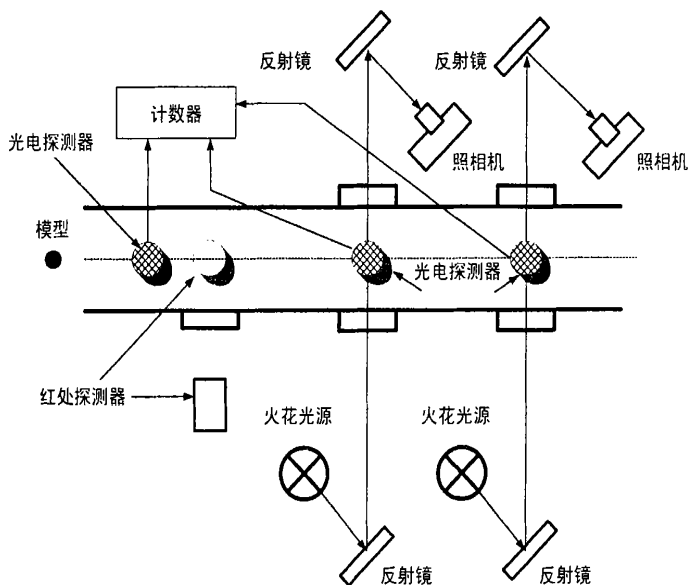 反射镜
反射镜
计数器
光电探测器
照相机
照相机
模型
光电探测器
红处探测器
火花光源
火花光源
反射镜
反射镜